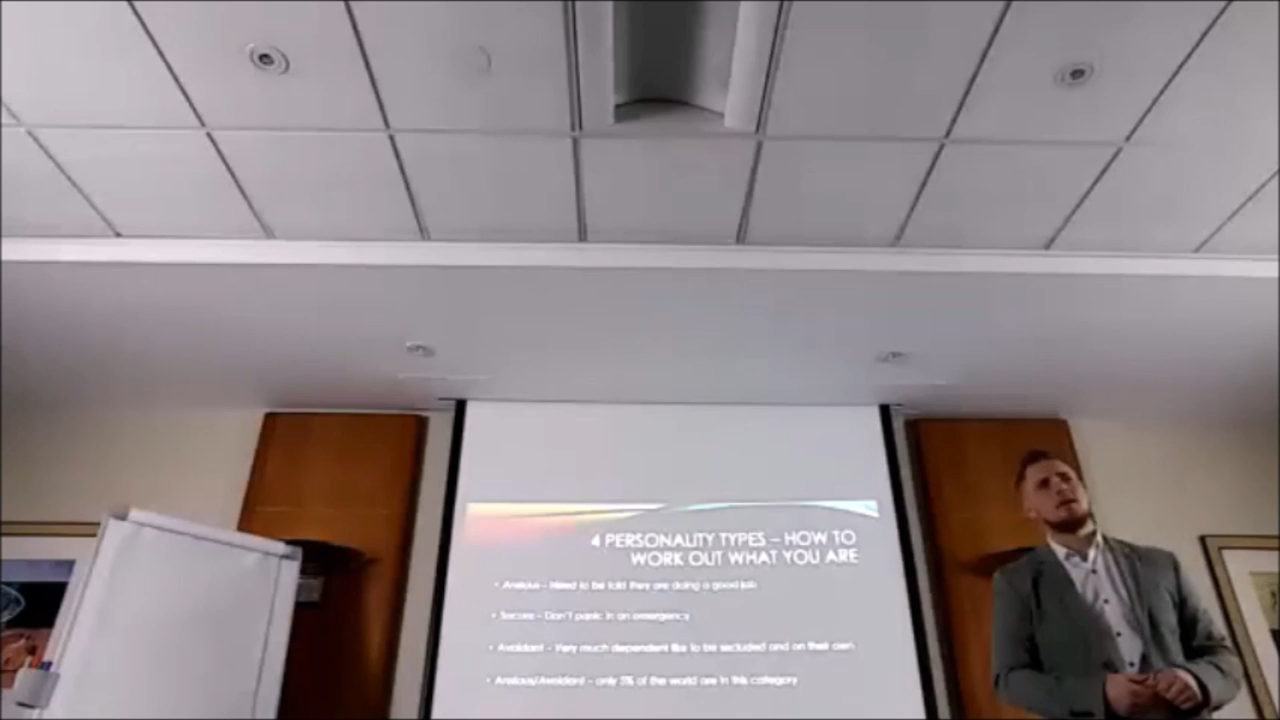 4 PERSONALITY TYPES – HOW TO
WORK OUT WHAT YOU ARE
• Anxious – Need to be told they are doing a good job
• Secure – Don't panic in an emergency
• Avoidant – Very much dependent like to be secluded and on their own
• Anxious/Avoidant – only 5% of the world are in this category